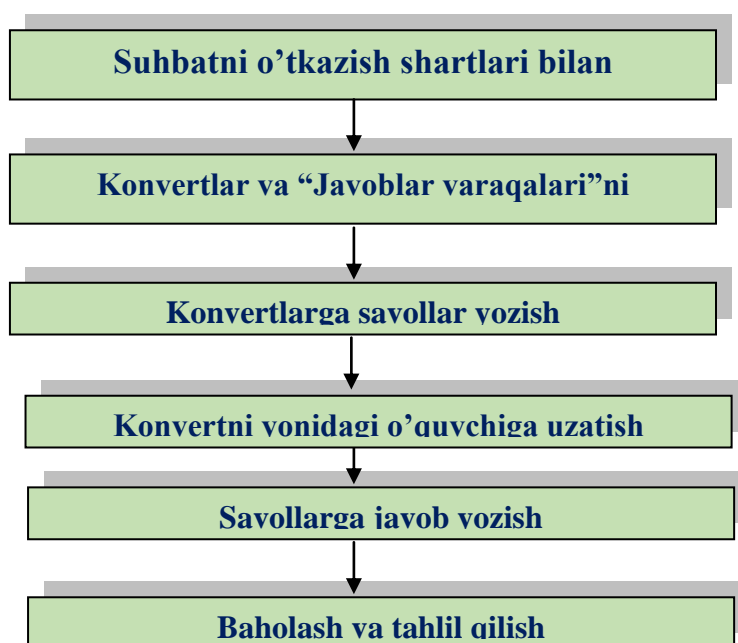 Suhbatni o’tkazish shartlari bilan
Konvertlar va “Javoblar varaqalari”ni
Konvertlarga savollar yozish
Konvertni yonidagi o’quvchiga uzatish
Savollarga javob yozish
Baholash va tahlil qilish